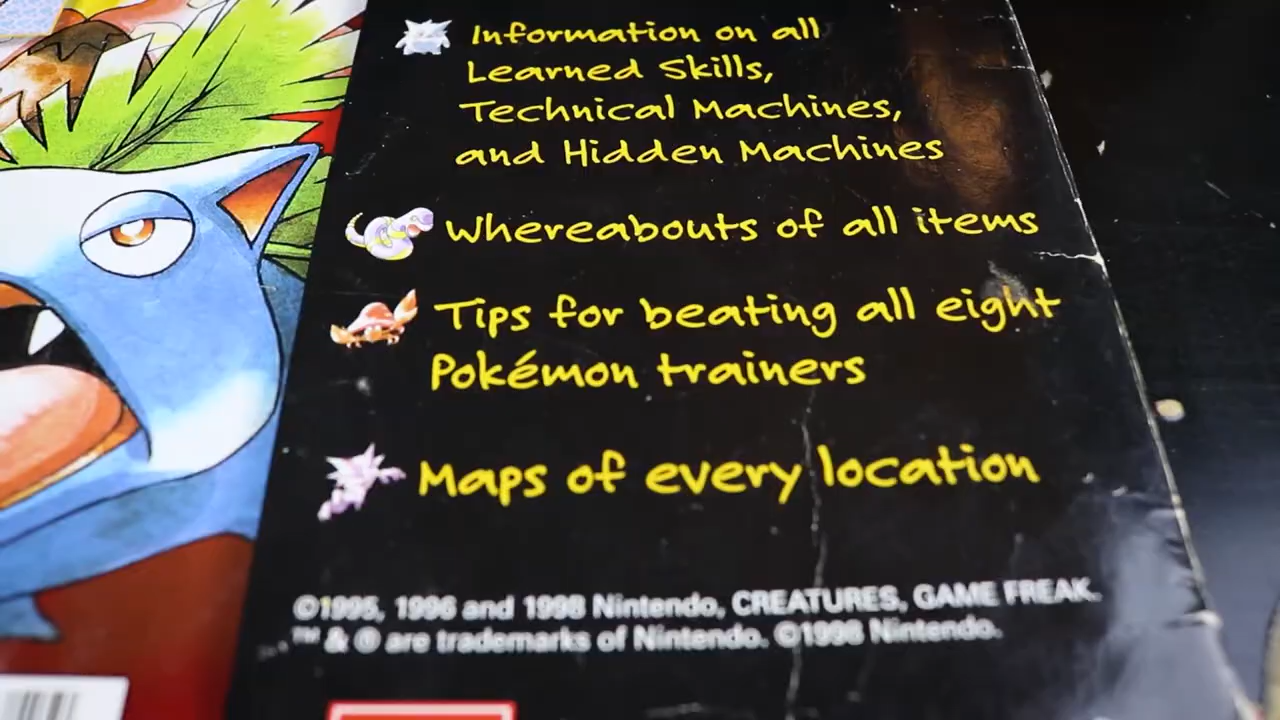 Information on all
Learned Skills,
Technical Machines,
and Hidden Machines
Whereabouts of all items
Tips for beating all eight
Pokémon trainers
Maps of every location
©1995, 1996 and 1998 Nintendo, CREATURES, GAME FREAK.
™ & ® are trademarks of Nintendo. ©1998 Nintendo.